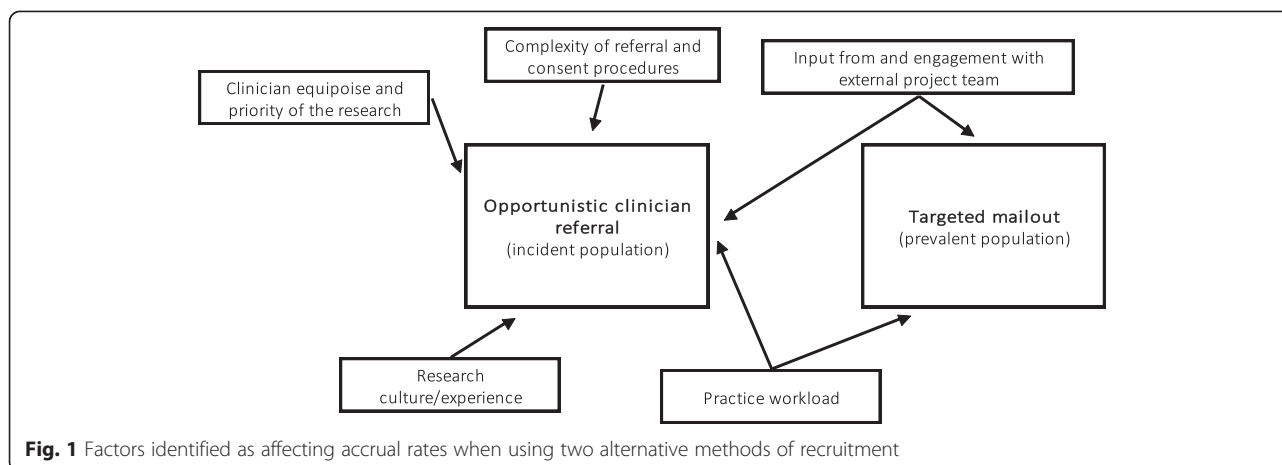 Complexity of referral and
consent procedures
Input from and engagement with
external project team
Clinician equipoise and
priority of the research
Opportunistic clinician
referral
(incident population)
Targeted mailout
(prevalent population)
Research
culture/experience
Practice workload
Fig. 1 Factors identified as affecting accrual rates when using two alternative methods of recruitment